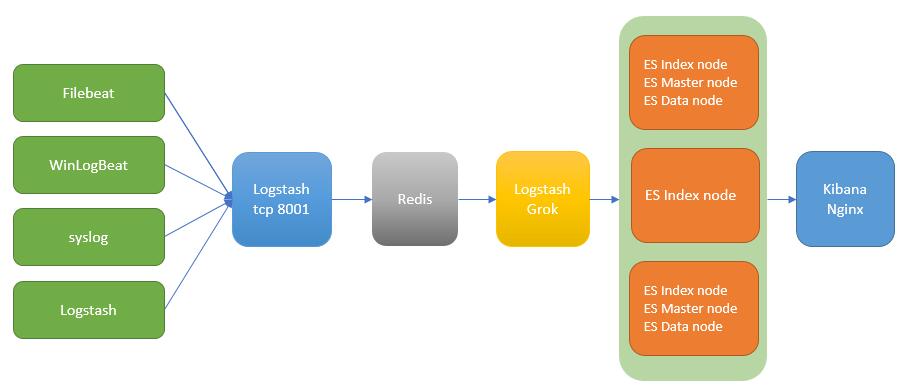 Filebeat
WinLogBeat
syslog
Logstash
Logstash
tcp 8001
Redis
Logstash
Grok
ES Index node
ES Master node
ES Data node
ES Index node
ES Index node
ES Master node
ES Data node
Kibana
Nginx